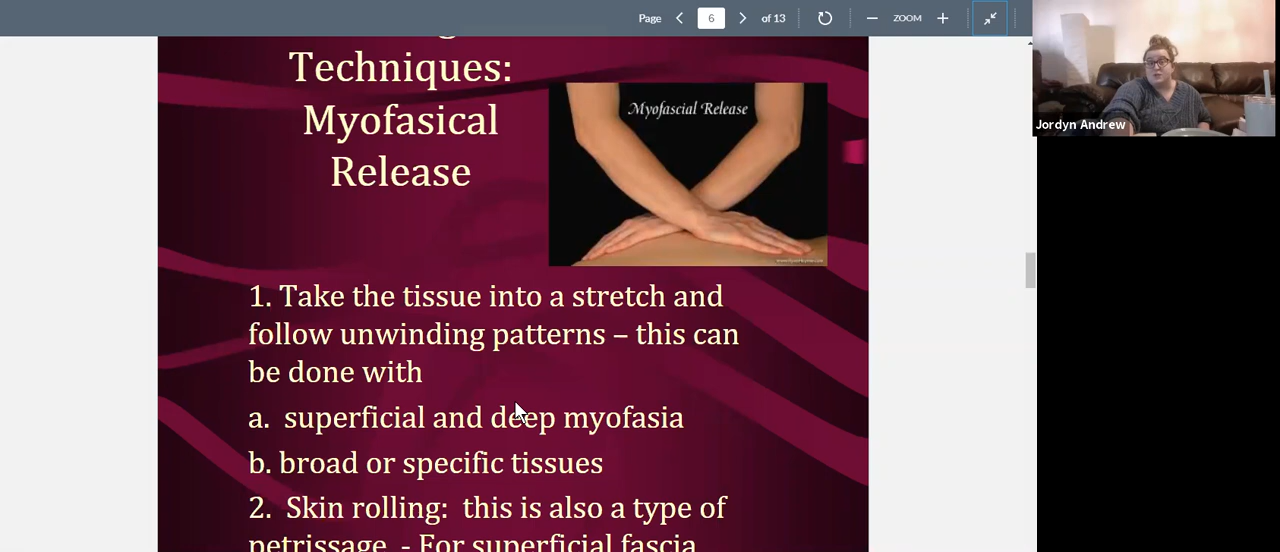 Page 6 of 13 ZOOM
Techniques:
Myofasical
Release
Myofascial Release
1. Take the tissue into a stretch and
follow unwinding patterns – this can
be done with
a. superficial and deep myofasia
b. broad or specific tissues
2. Skin rolling: this is also a type of
petrissage - For superficial fascia
Jordyn Andrew